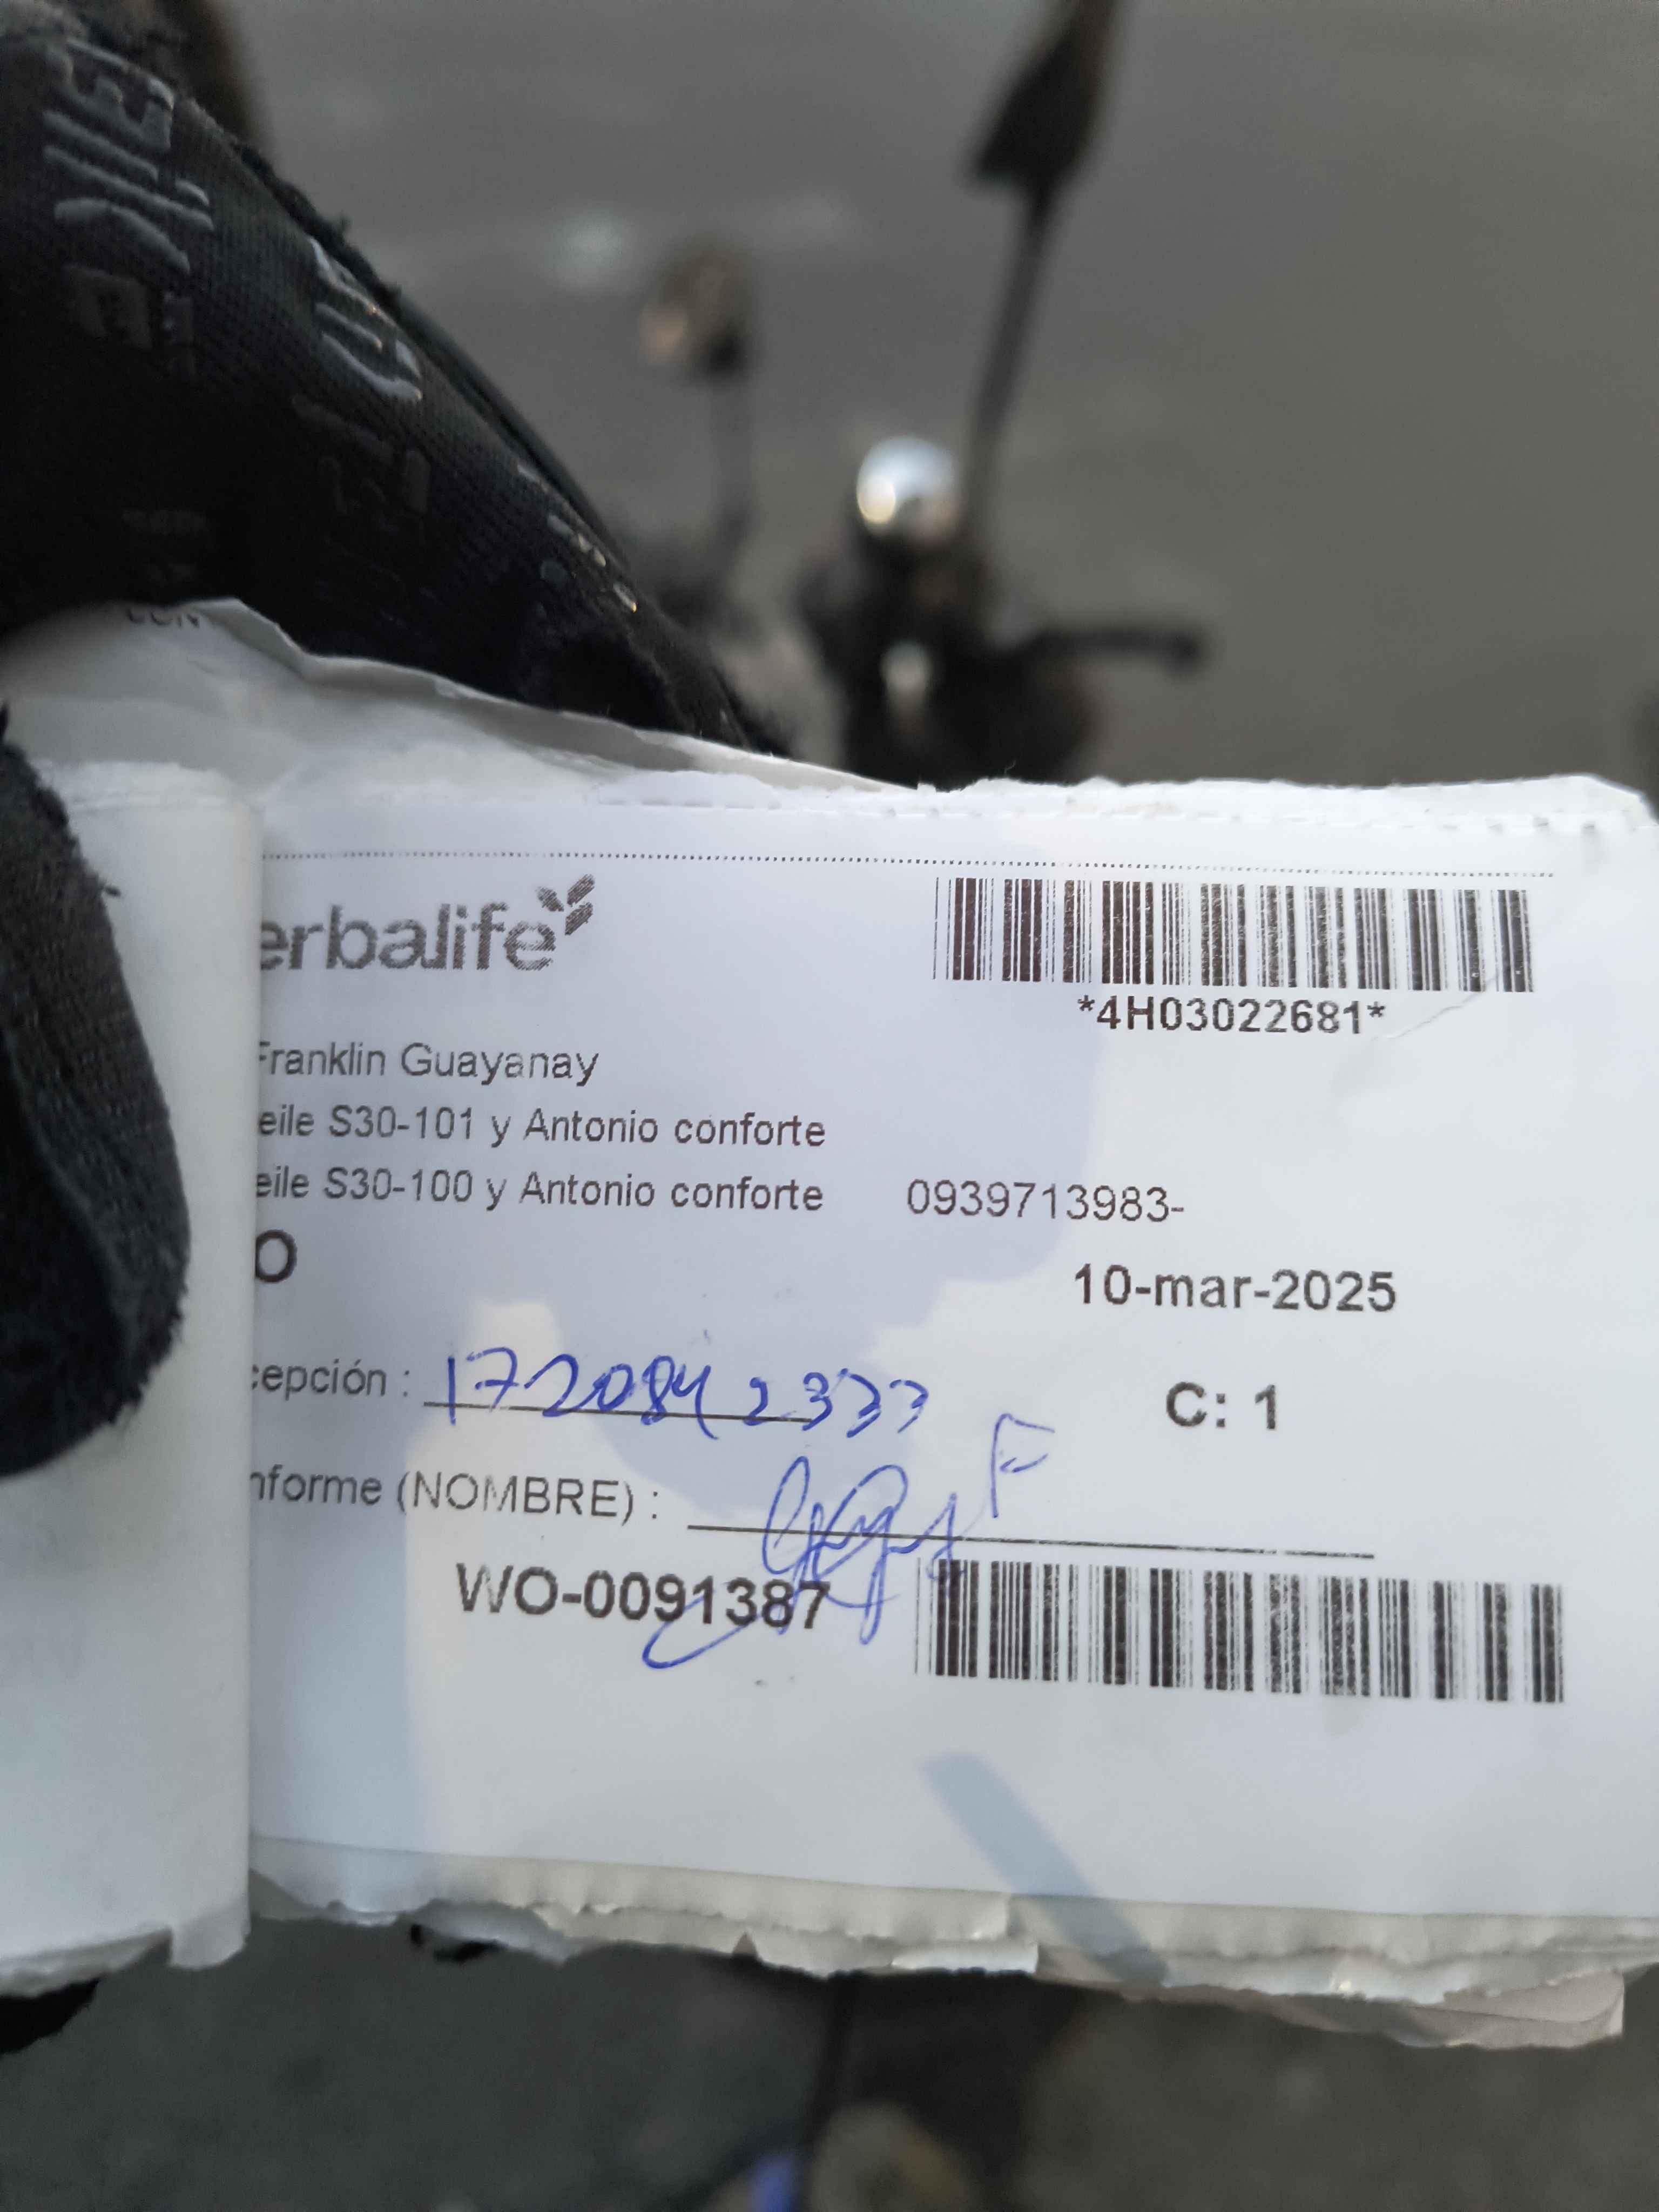 erbalife
*4H03022681*
Franklin Guayanay
eile S30-101 y Antonio conforte
eile S30-100 y Antonio conforte 0939713983-
O
10-mar-2025
cepción : 1720842333
C: 1
nforme (NOMBRE) :
WO-0091387